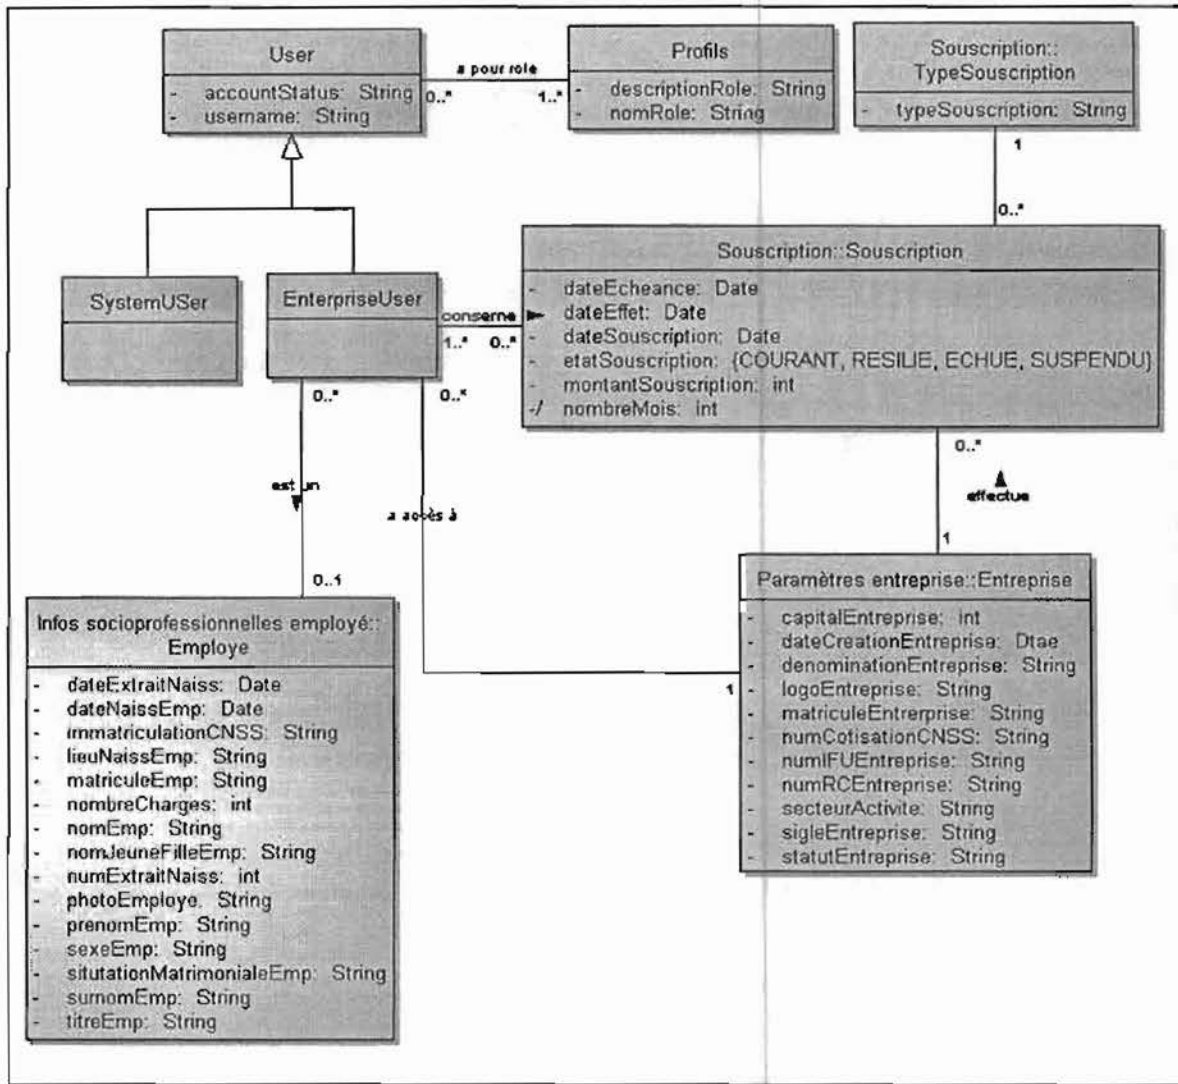 User
- accountStatus: String
- username: String
a pour role
0..*
1..*
Profils
- descriptionRole: String
- nomRole: String
Souscription::
TypeSouscription
- typeSouscription: String
1
0..*
SystemUSer
EnterpriseUser
conserne
1..*
0..*
Souscription::Souscription
- dateEcheance: Date
dateEffet: Date
- dateSouscription: Date
- etatSouscription: {COURANT, RESILIE, ECHUE, SUSPENDU}
- montantSouscription: int
-/ nombreMois: int
0..*
0..*
0..*
est un
a accès à
effectue
0..1
1
1
Infos socioprofessionnelles employé::
Employe
- dateExtraitNaiss: Date
- dateNaissEmp: Date
- immatriculationCNSS: String
- lieuNaissEmp: String
- matriculeEmp: String
- nombreCharges: int
- nomEmp: String
- nomJeuneFilleEmp: String
- numExtraitNaiss: int
- photoEmploye: String
- prenomEmp: String
- sexeEmp: String
- situtationMatrimonialeEmp: String
- surnomEmp: String
- titreEmp: String
Paramètres entreprise::Entreprise
- capitalEntreprise: int
- dateCreationEntreprise: Dtae
- denominationEntreprise: String
- logoEntreprise: String
- matriculeEntrerprise: String
- numCotisationCNSS: String
- numIFUEntreprise: String
- numRCEntreprise: String
- secteurActivite: String
- sigleEntreprise: String
- statutEntreprise: String